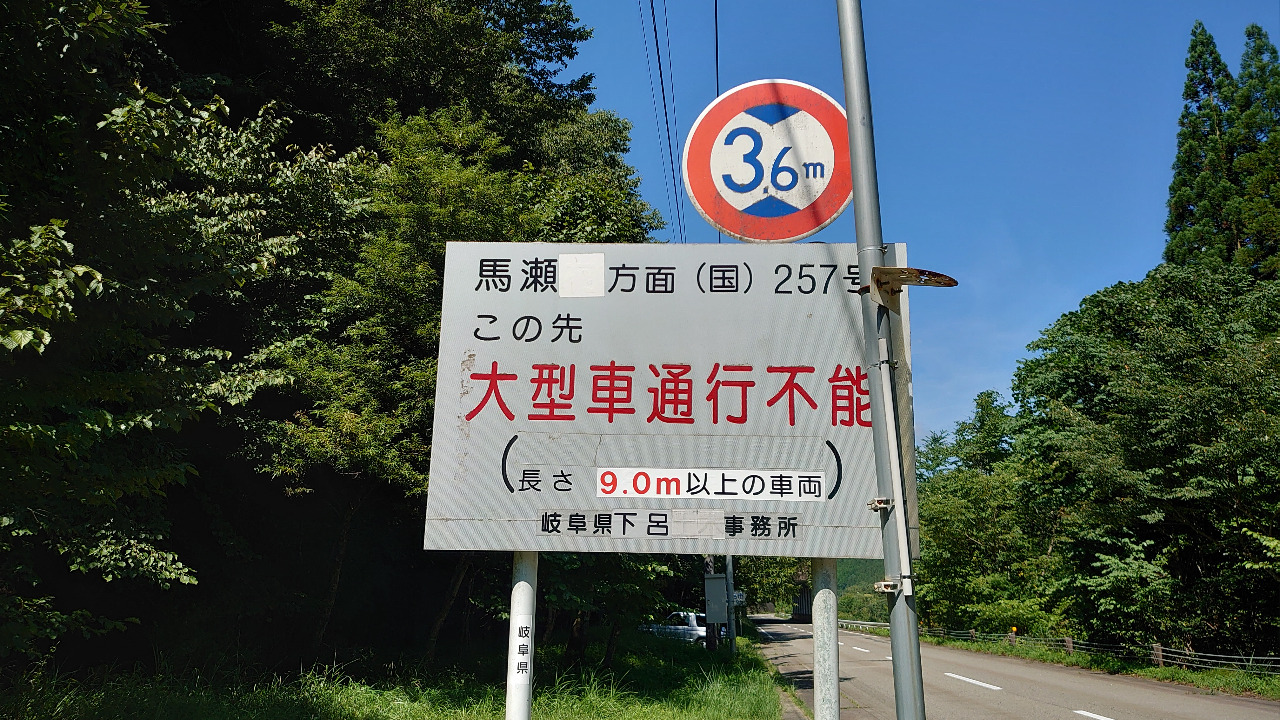 3.6m
馬瀬 方面（国）257号
この先
大型車通行不能
（長さ 9.0m以上の車両）
岐阜県下呂 事務所
岐阜県